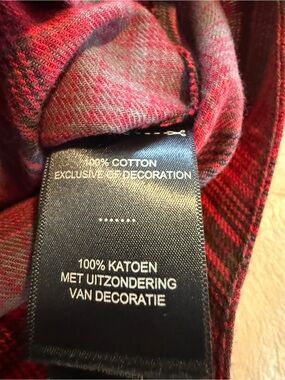 100% COTTON
EXCLUSIVE OF DECORATION
.......
100% KATOEN
MET UITZONDERING
VAN DECORATIE